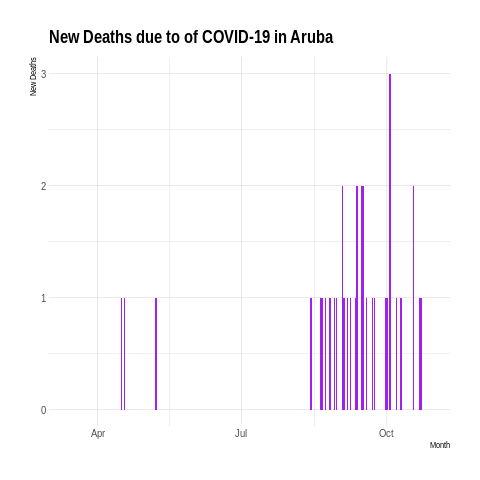 New Deaths due to of COVID-19 in Aruba
New Deaths
3
2
1
0
Apr Jul Oct
Month